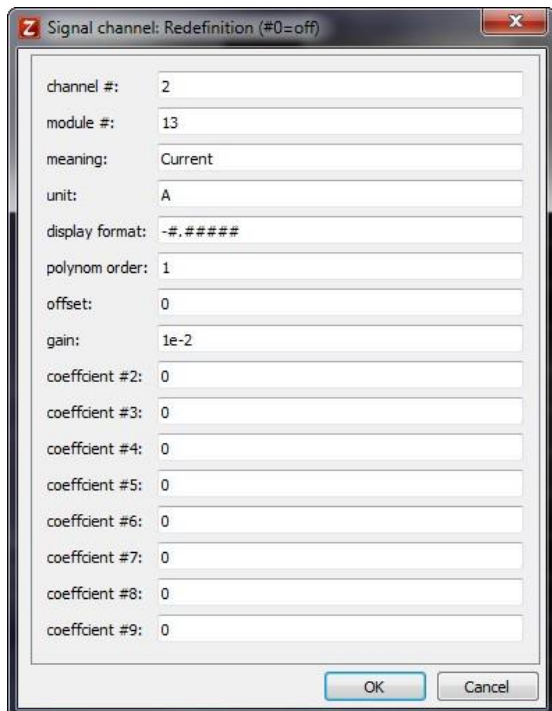 Z Signal channel: Redefinition (#0=off)
channel #: 2
module #: 13
meaning: Current
unit: A
display format: -#.#####
polynom order: 1
offset: 0
gain: 1e-2
coeffcient #2: 0
coeffcient #3: 0
coeffcient #4: 0
coeffcient #5: 0
coeffcient #6: 0
coeffcient #7: 0
coeffcient #8: 0
coeffcient #9: 0
OK Cancel